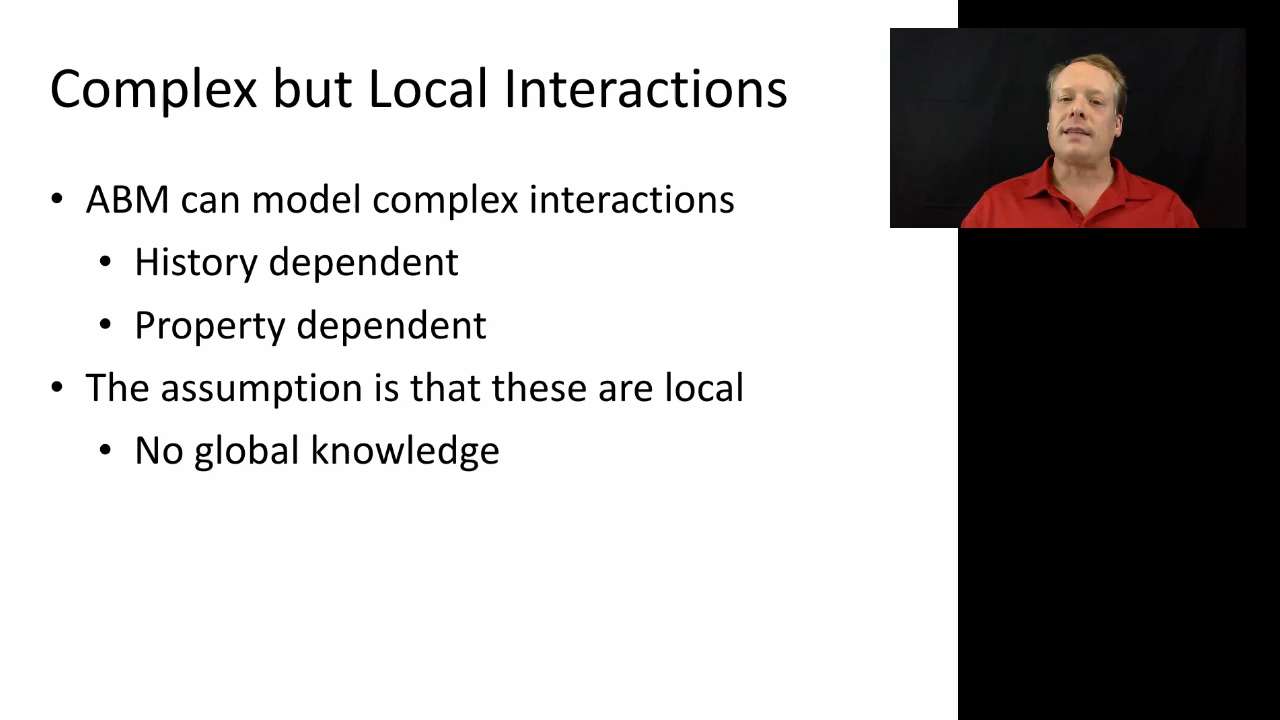 Complex but Local Interactions
• ABM can model complex interactions
• History dependent
• Property dependent
• The assumption is that these are local
• No global knowledge